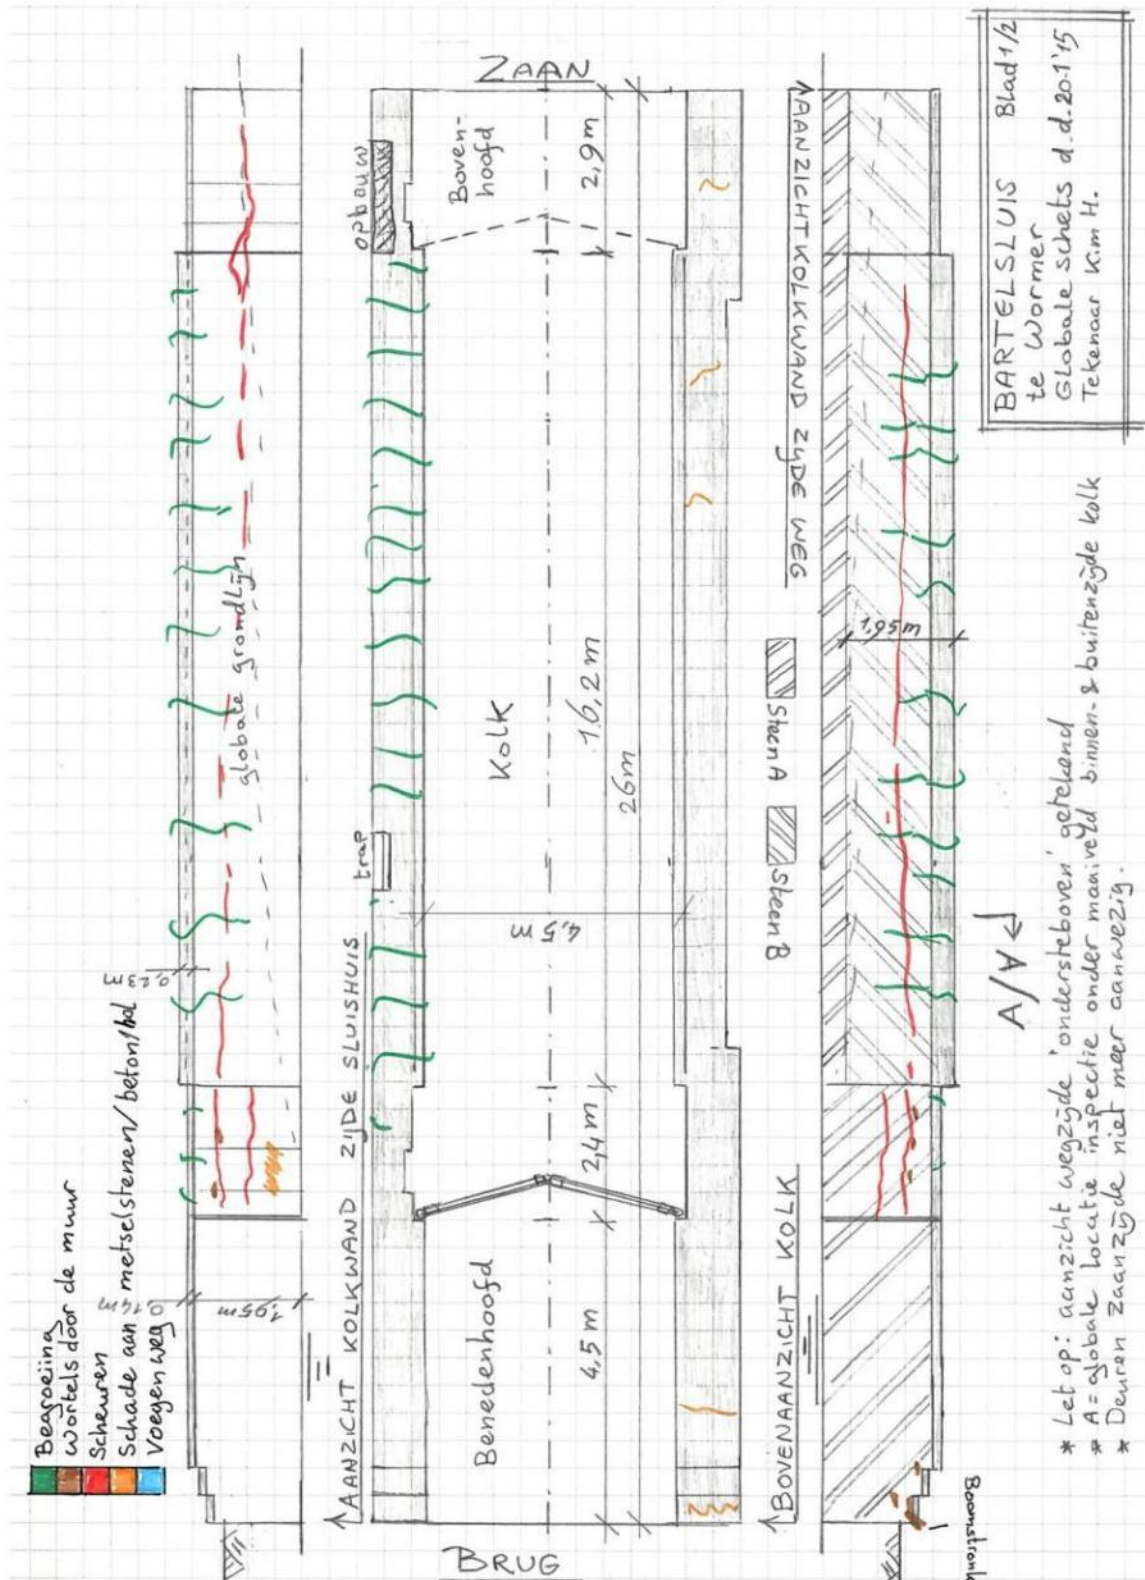 BARTELSLUIS Blad 1/2
te Wormer
Globale schets d.d. 20-1'15
Tekenaar Kim H.
ZAAN
opbouw
Boven-
hoofd
2,9m
Kolk
16,2m
26m
trap
4,5m
2,4m
Benedenhoofd
4,5m
BRUG
globale grondlijn
0,23m
0,14m
1,95m
AANZICHT KOLKWAND ZIJDE SLUISHUIS
BOVENAANZICHT KOLK
AANZICHT KOLKWAND ZIJDE WEG
Steen A
Steen B
1,95m
A/A
Boomstronk
Begroeiing
Wortels door de muur
Scheuren
Schade aan metselstenen/beton/hol
Voegen weg
* Let op: aanzicht wegzijde 'ondersteboven' getekend
* A = globale locatie inspectie onder maaiveld binnen- & buitenzijde kolk
* Deuren zaanzijde niet meer aanwezig.